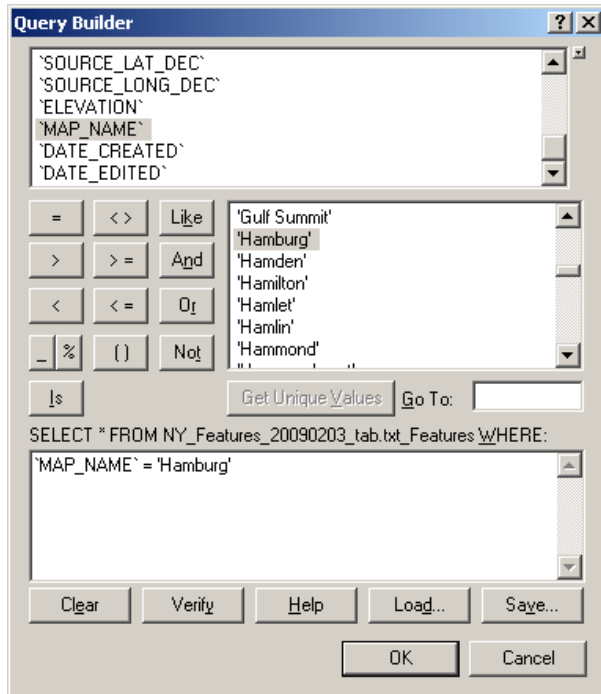 Query Builder
`SOURCE_LAT_DEC`
`SOURCE_LONG_DEC`
`ELEVATION`
`MAP_NAME`
`DATE_CREATED`
`DATE_EDITED`
= < > Like
'Gulf Summit'
'Hamburg'
> > = And
'Hamden'
'Hamilton'
< < = Or
'Hamlet'
'Hamlin'
_ % ( ) Not
'Hammond'
Is Get Unique Values Go To:
SELECT * FROM NY_Features_20090203_tab.txt_Features WHERE:
`MAP_NAME` = 'Hamburg'
Clear Verify Help Load... Save...
OK Cancel